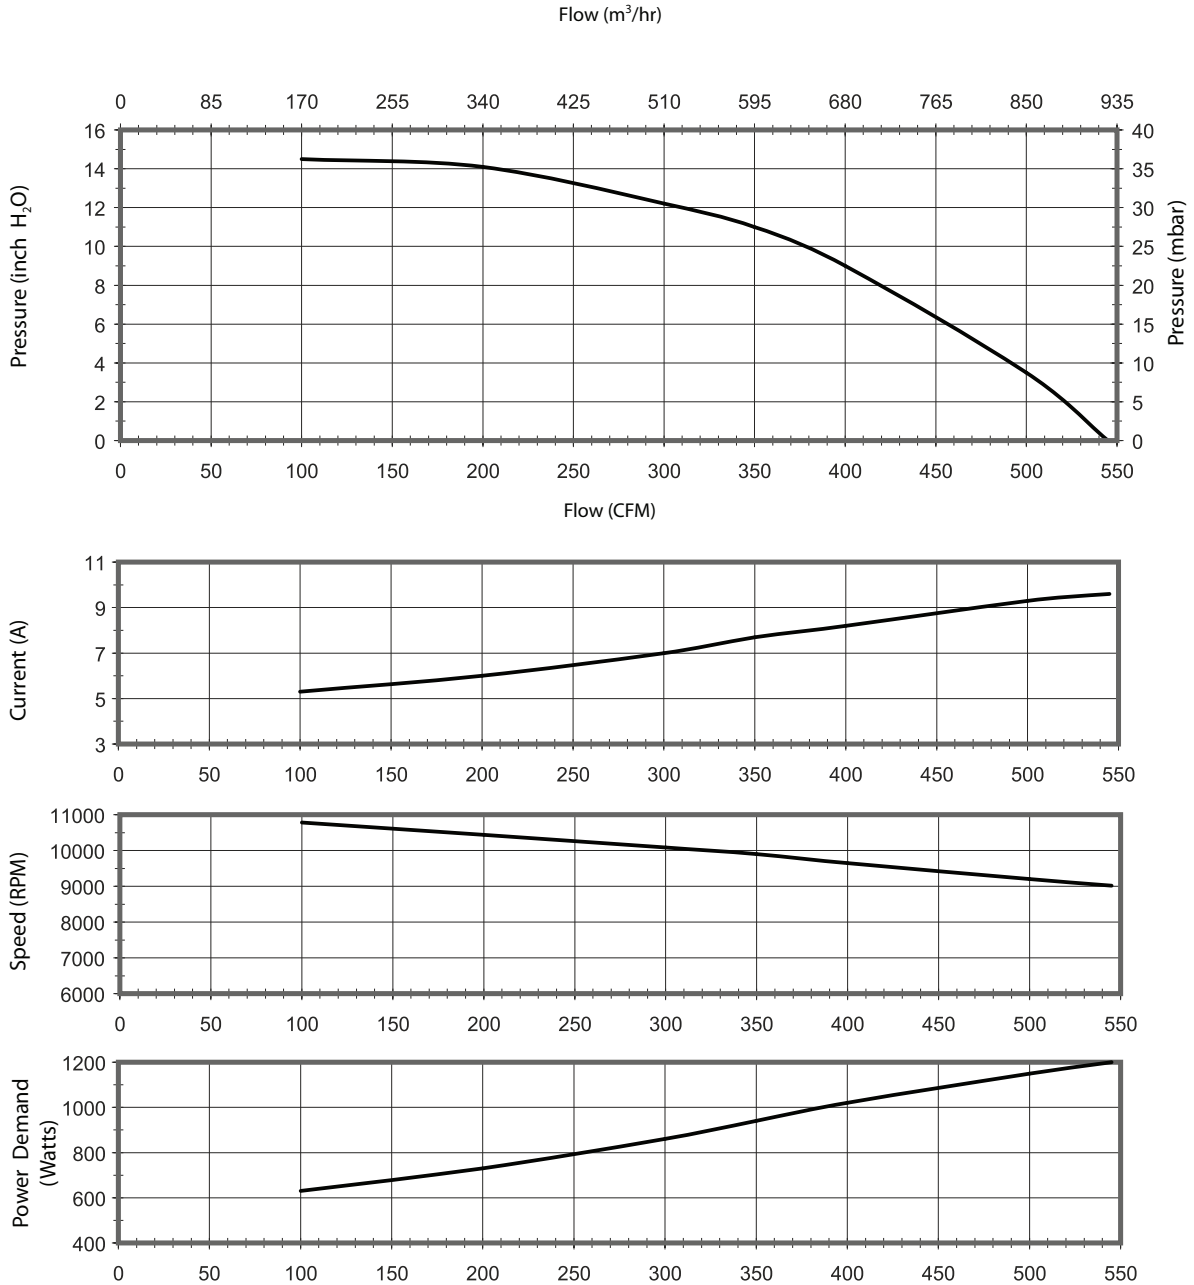 Flow (m³/hr)
0 85 170 255 340 425 510 595 680 765 850 935
Pressure (inch H₂O)
16
14
12
10
8
6
4
2
0
40
35
30
25
20
15
10
5
0
Pressure (mbar)
0 50 100 150 200 250 300 350 400 450 500 550
Flow (CFM)
Current (A)
11
9
7
5
3
0 50 100 150 200 250 300 350 400 450 500 550
Speed (RPM)
11000
10000
9000
8000
7000
6000
0 50 100 150 200 250 300 350 400 450 500 550
Power Demand
(Watts)
1200
1000
800
600
400
0 50 100 150 200 250 300 350 400 450 500 550